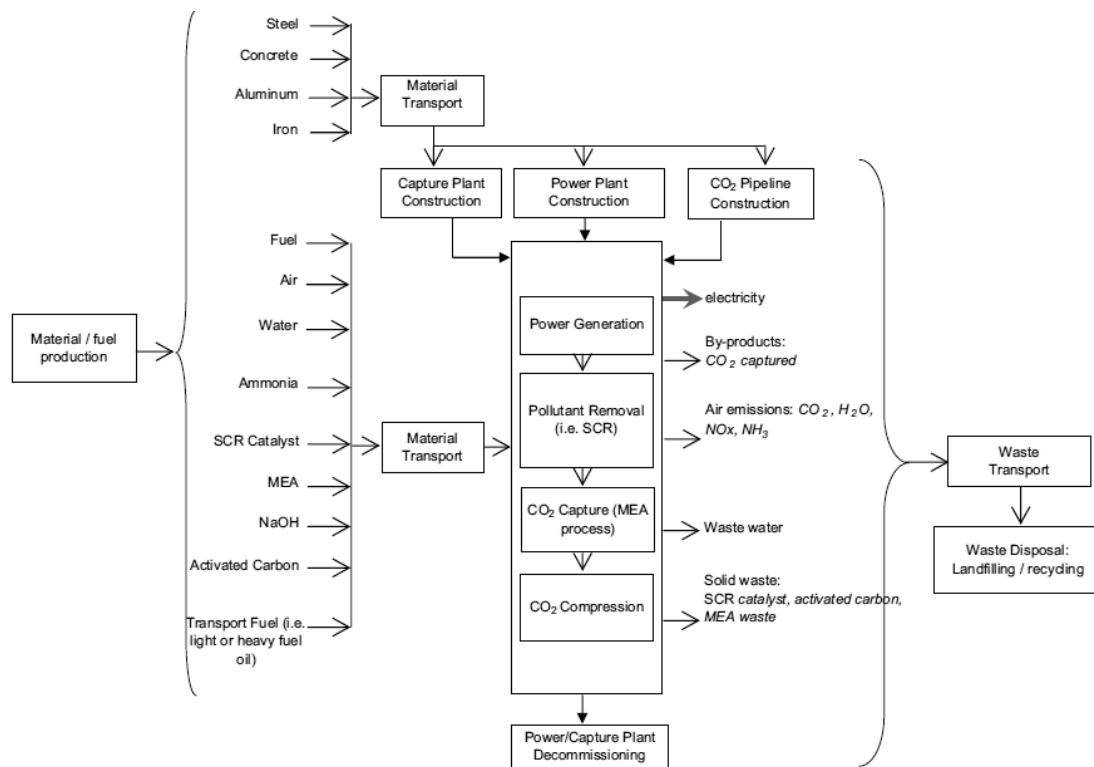 Steel
Concrete
Aluminum
Iron
Material
Transport
Capture Plant
Construction
Power Plant
Construction
CO2 Pipeline
Construction
Fuel
Air
Water
Ammonia
SCR Catalyst
MEA
NaOH
Activated Carbon
Transport Fuel (i.e.
light or heavy fuel
oil)
Material / fuel
production
Material
Transport
Power Generation
Pollutant Removal
(i.e. SCR)
CO2 Capture (MEA
process)
CO2 Compression
electricity
By-products:
CO2 captured
Air emissions: CO2, H2O,
NOx, NH3
Waste water
Solid waste:
SCR catalyst, activated carbon,
MEA waste
Power/Capture Plant
Decommissioning
Waste
Transport
Waste Disposal:
Landfilling / recycling